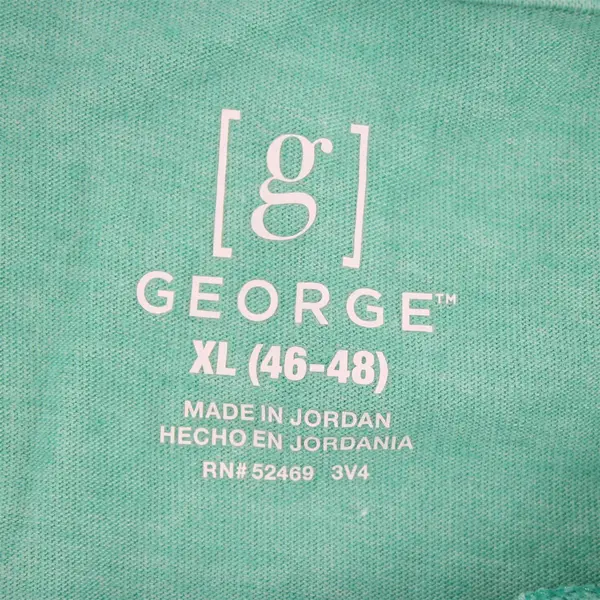 [g]
GEORGE™
XL (46-48)
MADE IN JORDAN
HECHO EN JORDANIA
RN# 52469 3V4